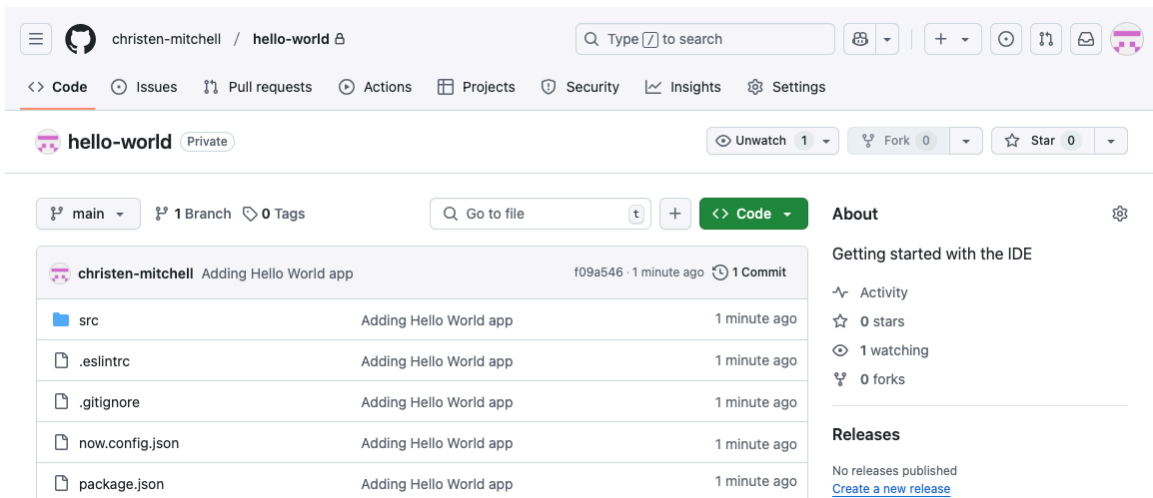 christen-mitchell / hello-world Type / to search
Code Issues Pull requests Actions Projects Security Insights Settings
hello-world Private Unwatch 1 Fork 0 Star 0
main 1 Branch 0 Tags Go to file t + Code
christen-mitchell Adding Hello World app f09a546 · 1 minute ago 1 Commit
src Adding Hello World app 1 minute ago
.eslintrc Adding Hello World app 1 minute ago
.gitignore Adding Hello World app 1 minute ago
now.config.json Adding Hello World app 1 minute ago
package.json Adding Hello World app 1 minute ago
About
Getting started with the IDE
Activity
0 stars
1 watching
0 forks
Releases
No releases published
Create a new release